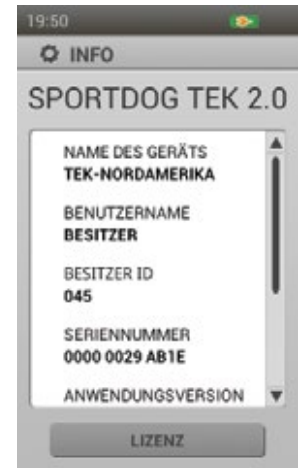 19:50
INFO
SPORTDOG TEK 2.0
NAME DES GERÄTS
TEK-NORDAMERIKA
BENUTZERNAME
BESITZER
BESITZER ID
045
SERIENNUMMER
0000 0029 AB1E
ANWENDUNGSVERSION
LIZENZ